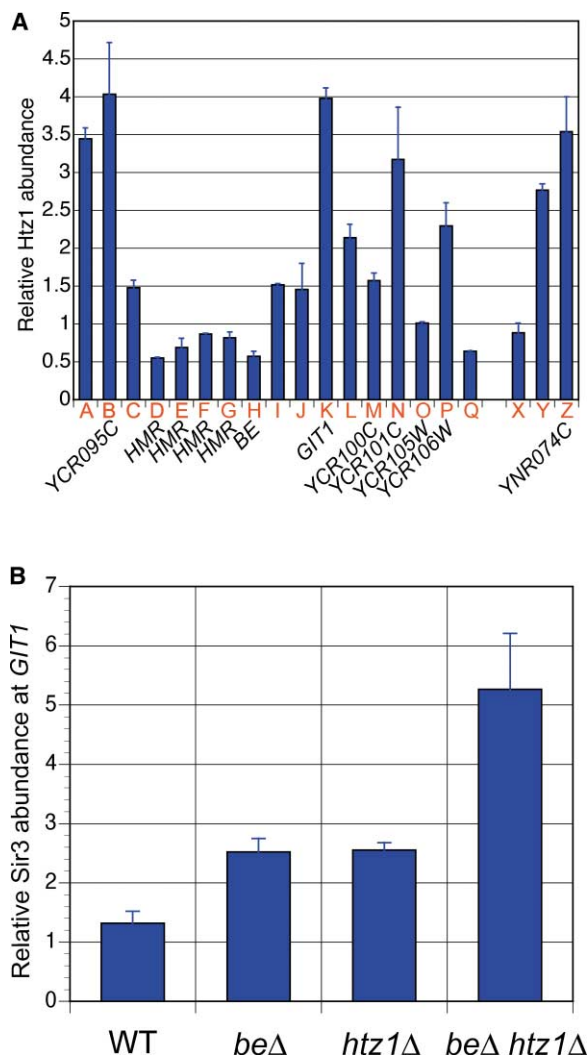 A
Relative Htz1 abundance
5
4.5
4
3.5
3
2.5
2
1.5
1
0.5
0
A B C D E F G H I J K L M N O P Q X Y Z
YCR095C
HMR
HMR
HMR
HMR
BE
GIT1
YCR100C
YCR101C
YCR105W
YCR106W
YNR074C
B
Relative Sir3 abundance at GIT1
7
6
5
4
3
2
1
0
WT beΔ htz1Δ beΔ htz1Δ